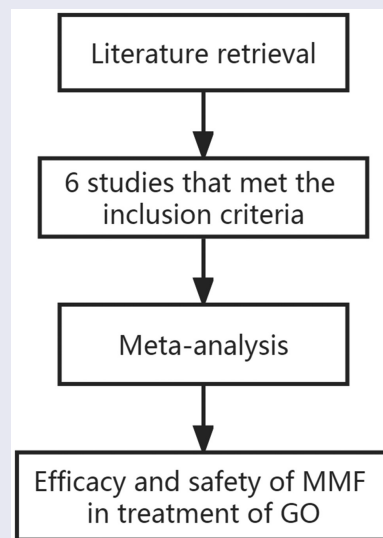 Literature retrieval
6 studies that met the
inclusion criteria
Meta-analysis
Efficacy and safety of MMF
in treatment of GO